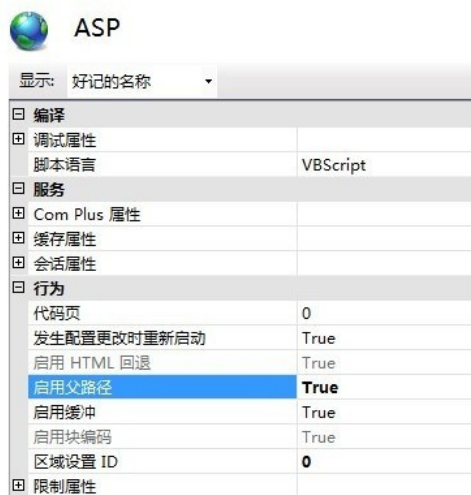 ASP
显示: 好记的名称
编译
调试属性
脚本语言 VBScript
服务
Com Plus 属性
缓存属性
会话属性
行为
代码页 0
发生配置更改时重新启动 True
启用 HTML 回退 True
启用父路径 True
启用缓冲 True
启用块编码 True
区域设置 ID 0
限制属性